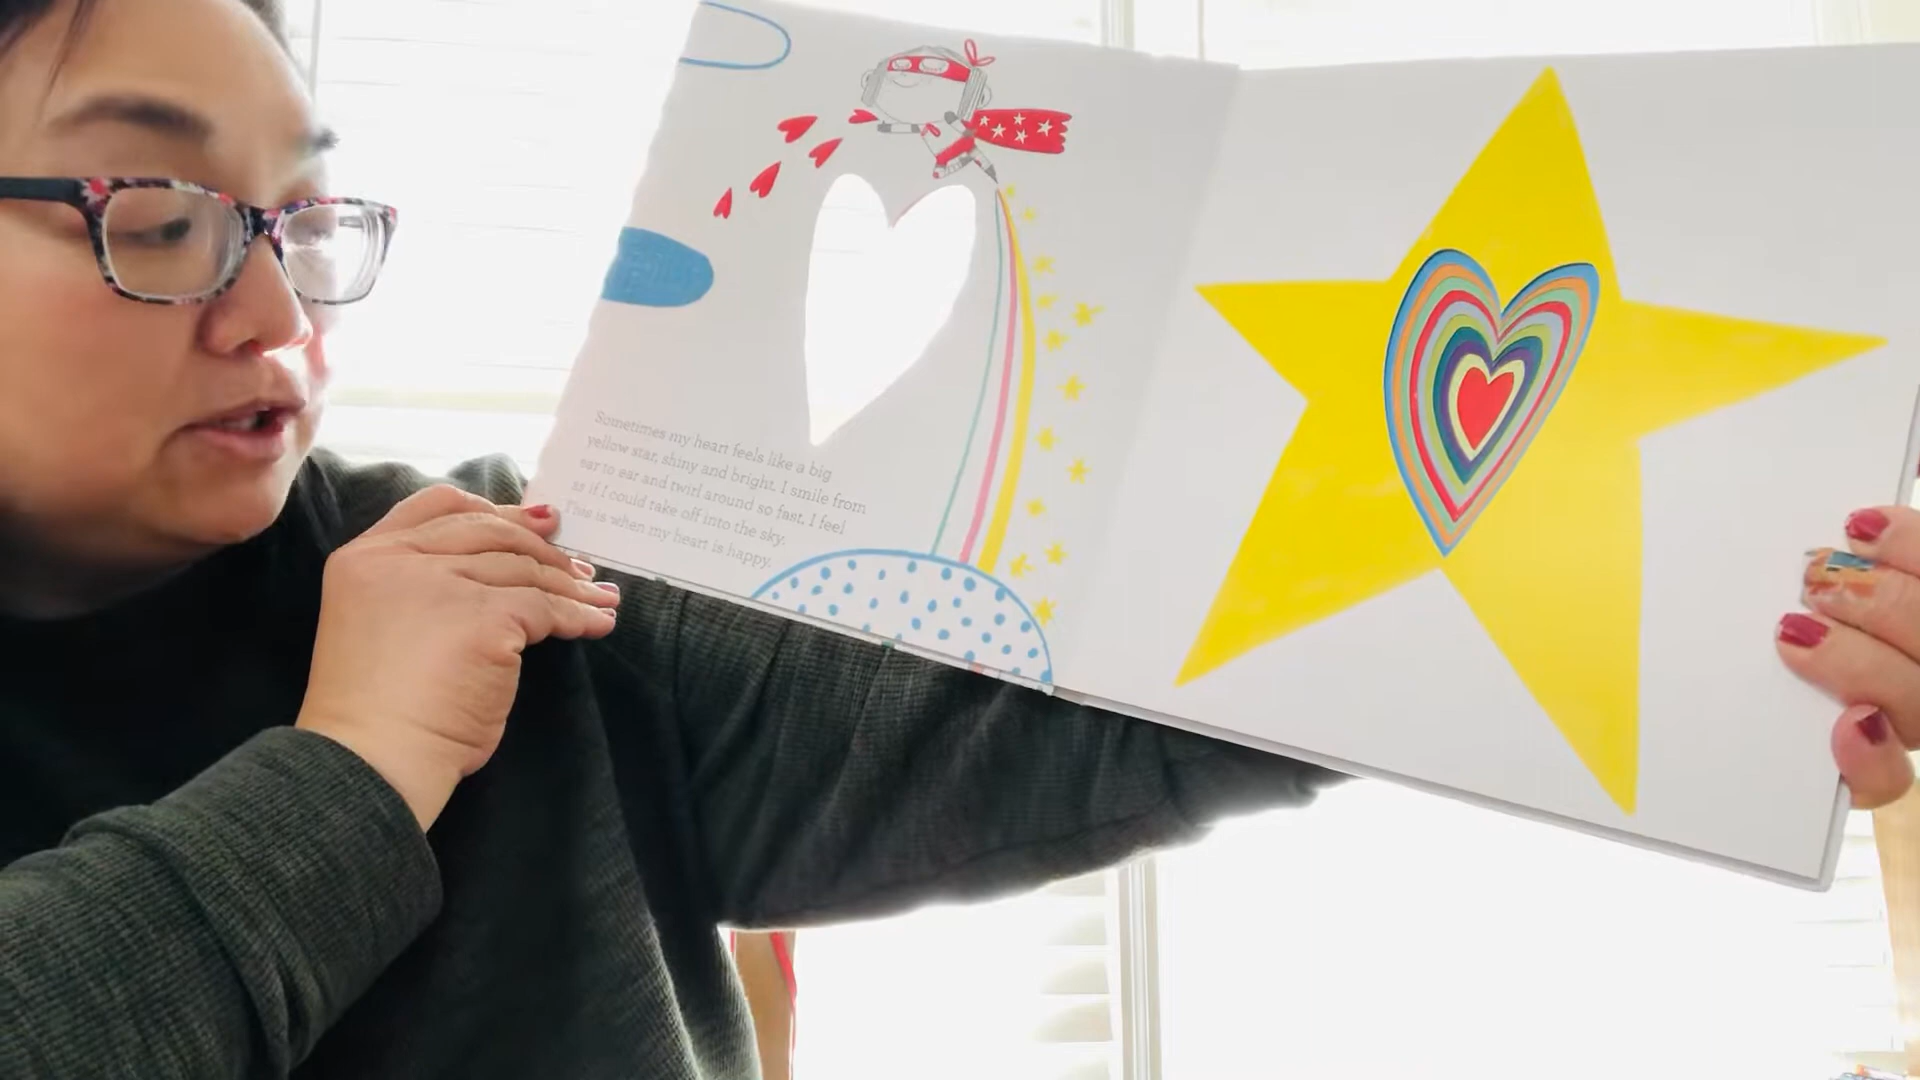 Sometimes my heart feels like a big
yellow star, shiny and bright. I smile from
ear to ear and twirl around so fast, I feel
as if I could take off into the sky.
This is when my heart is happy.